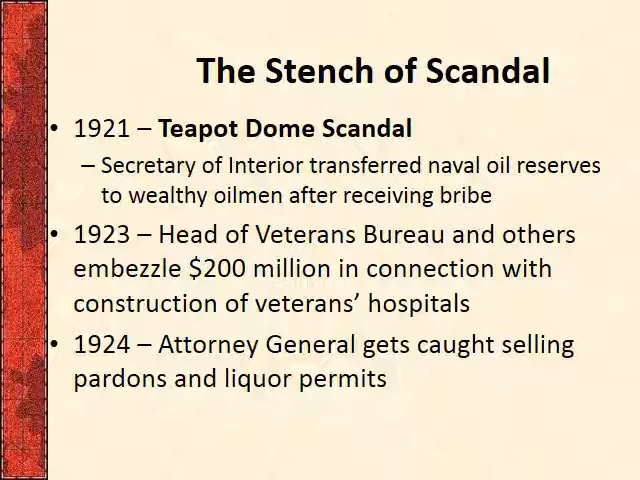 The Stench of Scandal
• 1921 – Teapot Dome Scandal
– Secretary of Interior transferred naval oil reserves
to wealthy oilmen after receiving bribe
• 1923 – Head of Veterans Bureau and others
embezzle $200 million in connection with
construction of veterans’ hospitals
• 1924 – Attorney General gets caught selling
pardons and liquor permits